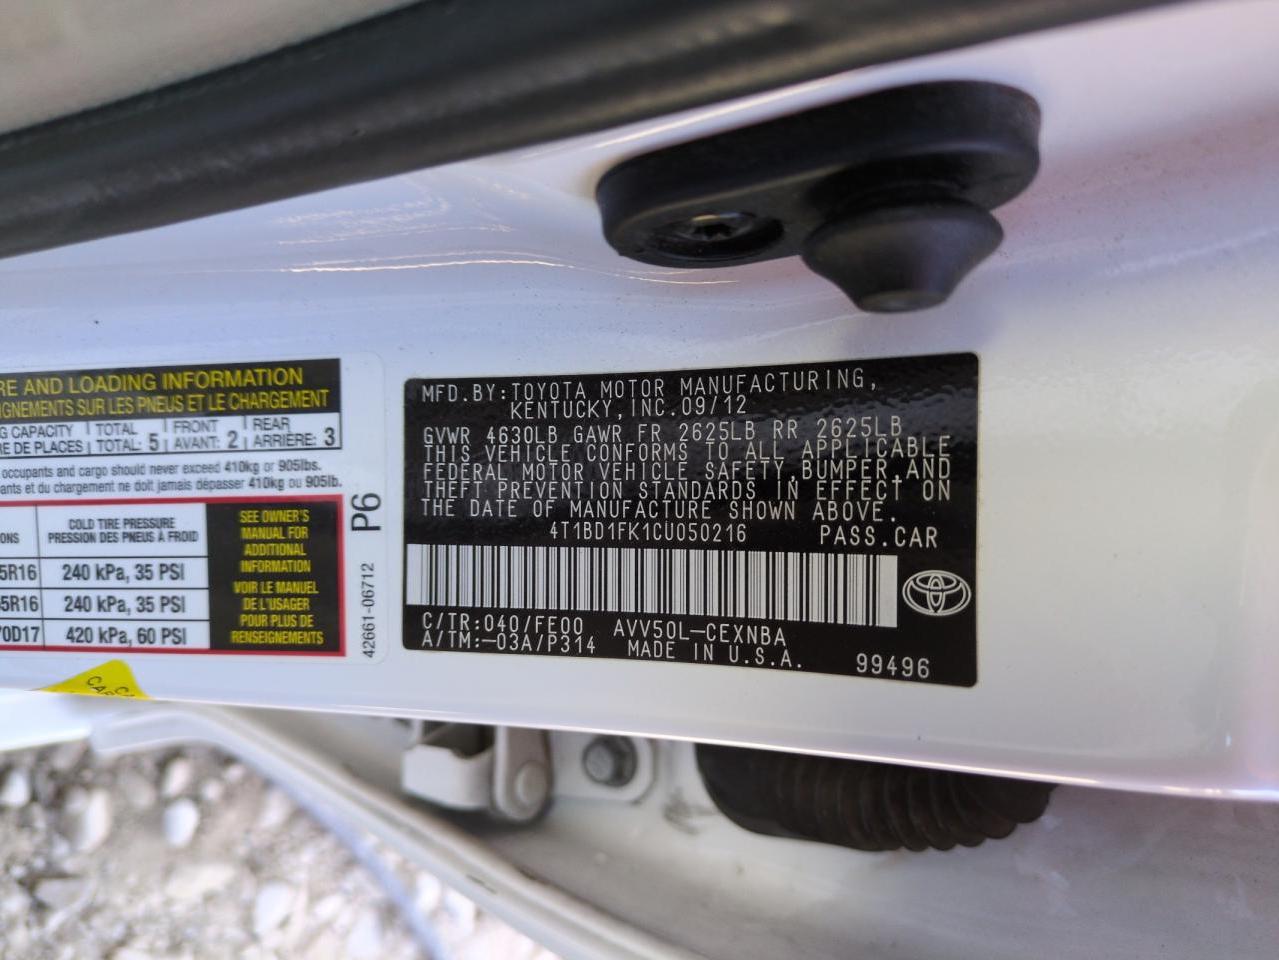 RE AND LOADING INFORMATION
IGNEMENTS SUR LES PNEUS ET LE CHARGEMENT
G CAPACITY TOTAL FRONT REAR
RE DE PLACES TOTAL: 5 AVANT: 2 ARRIÈRE: 3
occupants and cargo should never exceed 410kg or 905lbs.
ants et du chargement ne doit jamais dépasser 410kg ou 905lb.
ONS
COLD TIRE PRESSURE
PRESSION DES PNEUS À FROID
5R16 240 kPa, 35 PSI
5R16 240 kPa, 35 PSI
70D17 420 kPa, 60 PSI
SEE OWNER'S
MANUAL FOR
ADDITIONAL
INFORMATION
VOIR LE MANUEL
DE L'USAGER
POUR PLUS DE
RENSEIGNEMENTS
P6
42661-06712
MFD.BY:TOYOTA MOTOR MANUFACTURING,
KENTUCKY,INC.09/12
GVWR 4630LB GAWR FR 2625LB RR 2625LB
THIS VEHICLE CONFORMS TO ALL APPLICABLE
FEDERAL MOTOR VEHICLE SAFETY,BUMPER,AND
THEFT PREVENTION STANDARDS IN EFFECT ON
THE DATE OF MANUFACTURE SHOWN ABOVE.
4T1BD1FK1CU050216 PASS.CAR
C/TR:040/FE00 AVV50L-CEXNBA
A/TM:-03A/P314 MADE IN U.S.A. 99496